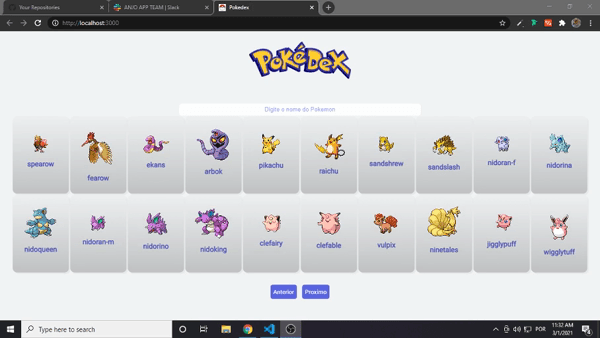 Your Repositories
AN/D APP TEAM | Slack
Pokedex
http://localhost:3000
PokéDeX
Digite o nome do Pokemon
spearow
fearow
ekans
arbok
pikachu
raichu
sandshrew
sandslash
nidoran-f
nidorina
nidoqueen
nidoran-m
nidorino
nidoking
clefairy
clefable
vulpix
ninetales
jigglypuff
wigglytuff
Anterior
Proximo
Type here to search
POR
11:32 AM
3/1/2021